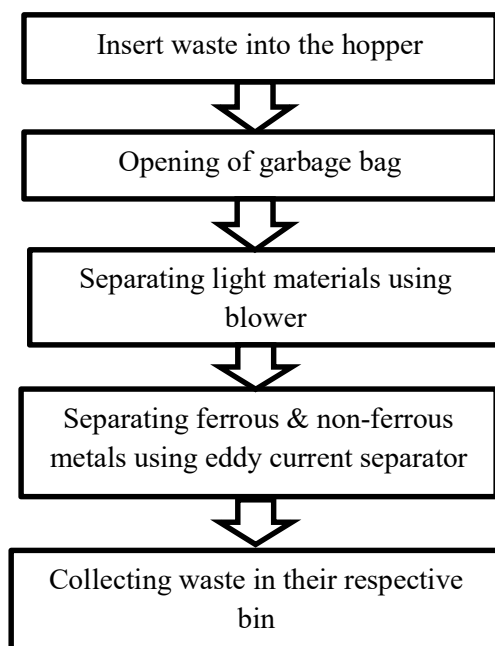 Insert waste into the hopper
Opening of garbage bag
Separating light materials using
blower
Separating ferrous & non-ferrous
metals using eddy current separator
Collecting waste in their respective
bin